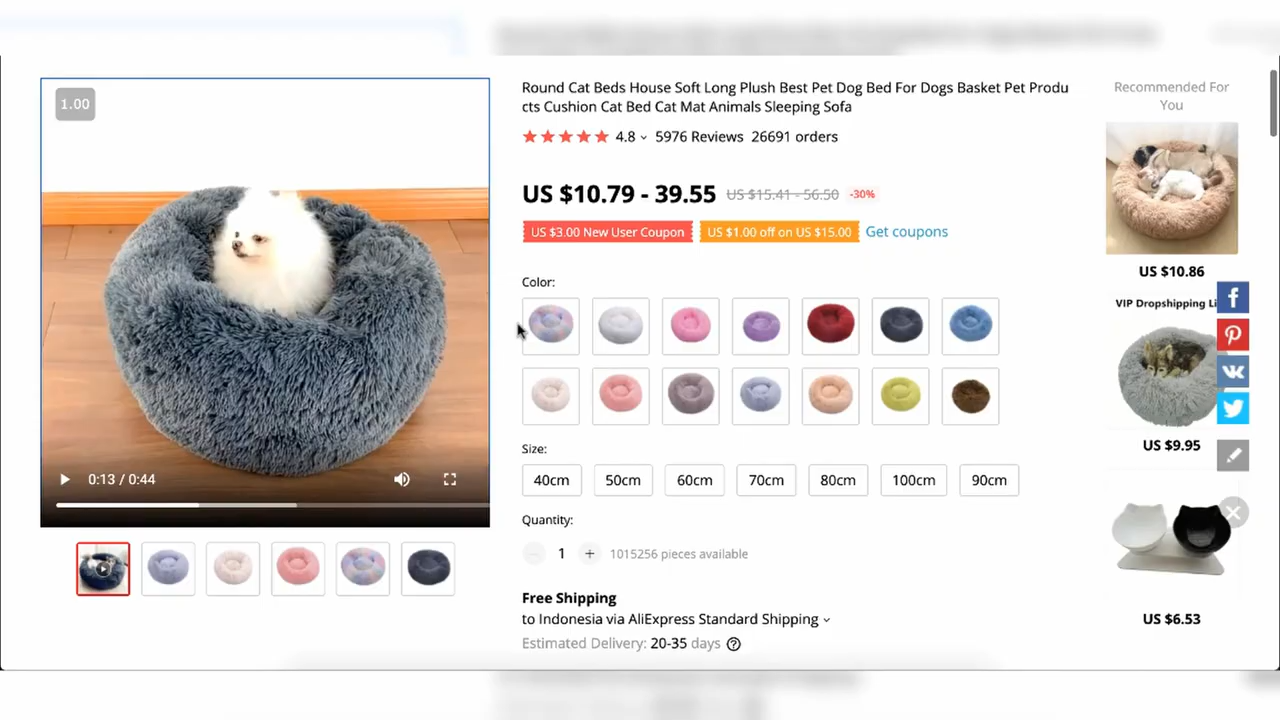 1.00
0:13 / 0:44
Round Cat Beds House Soft Long Plush Best Pet Dog Bed For Dogs Basket Pet Produ
cts Cushion Cat Bed Cat Mat Animals Sleeping Sofa
4.8 5976 Reviews 26691 orders
US $10.79 - 39.55 US $15.41 - 56.50 -30%
US $3.00 New User Coupon US $1.00 off on US $15.00 Get coupons
Color:
Size:
40cm 50cm 60cm 70cm 80cm 100cm 90cm
Quantity:
1 + 1015256 pieces available
Free Shipping
to Indonesia via AliExpress Standard Shipping
Estimated Delivery: 20-35 days
Recommended For
You
US $10.86
VIP Dropshipping Li
US $9.95
US $6.53